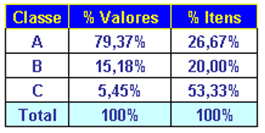 Classe % Valores % Itens
A 79,37% 26,67%
B 15,18% 20,00%
C 5,45% 53,33%
Total 100% 100%